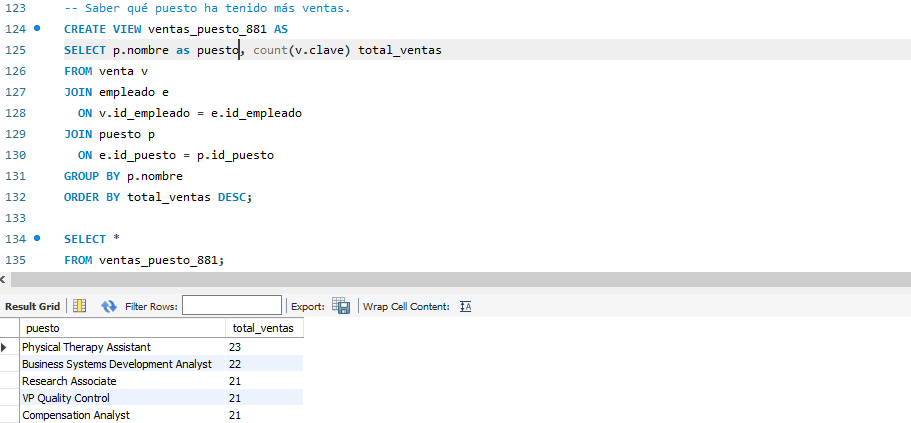 123 -- Saber qué puesto ha tenido más ventas.
124 CREATE VIEW ventas_puesto_881 AS
125 SELECT p.nombre as puesto, count(v.clave) total_ventas
126 FROM venta v
127 JOIN empleado e
128 ON v.id_empleado = e.id_empleado
129 JOIN puesto p
130 ON e.id_puesto = p.id_puesto
131 GROUP BY p.nombre
132 ORDER BY total_ventas DESC;
133
134 SELECT *
135 FROM ventas_puesto_881;
Result Grid Filter Rows: Export: Wrap Cell Content:
puesto total_ventas
Physical Therapy Assistant 23
Business Systems Development Analyst 22
Research Associate 21
VP Quality Control 21
Compensation Analyst 21